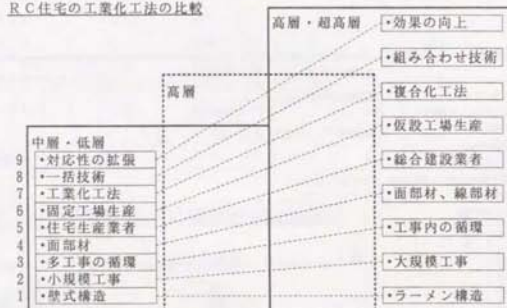 RC住宅の工業化工法の比較
高層・超高層
高層
中層・低層
9 ・対応性の拡張
8 ・一括技術
7 ・工業化工法
6 ・固定工場生産
5 ・住宅生産業者
4 ・面部材
3 ・多工事の循環
2 ・小規模工事
1 ・壁式構造
・効果の向上
・組み合わせ技術
・複合化工法
・仮設工場生産
・総合建設業者
・面部材、線部材
・工事内の循環
・大規模工事
・ラーメン構造